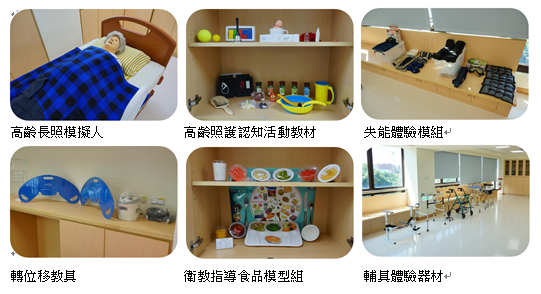 高齡長照模擬人
高齡照護認知活動教材
失能體驗模組
轉位移教具
衛教指導食品模型組
輔具體驗器材